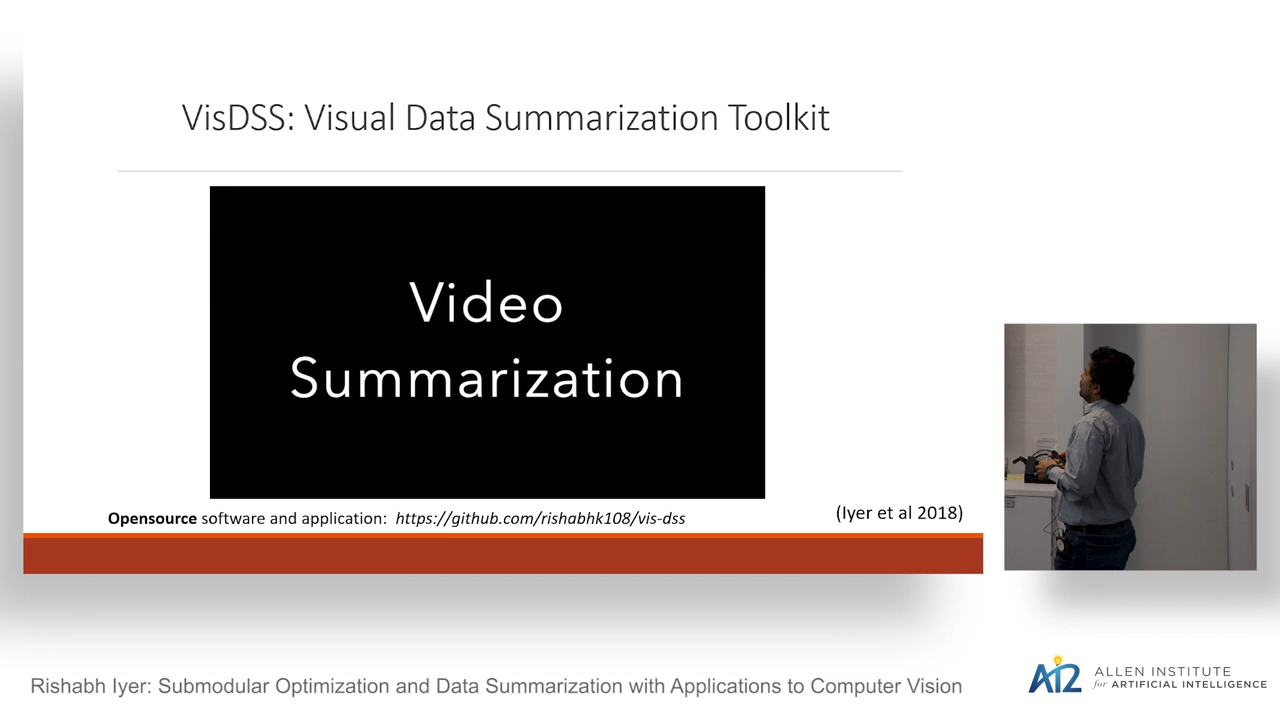 VisDSS: Visual Data Summarization Toolkit
Video
Summarization
Opensource software and application: https://github.com/rishabhk108/vis-dss
(Iyer et al 2018)
Rishabh Iyer: Submodular Optimization and Data Summarization with Applications to Computer Vision
AI2
ALLEN INSTITUTE
for ARTIFICIAL INTELLIGENCE